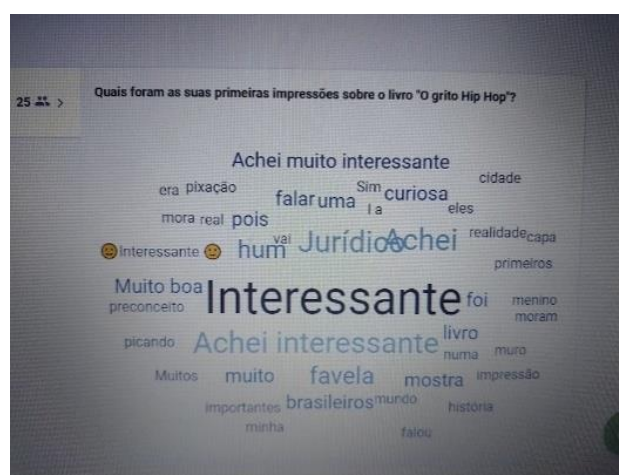 25
Quais foram as suas primeiras impressões sobre o livro "O grito Hip Hop"?
Achei muito interessante
cidade
era pixação falar uma Sim curiosa
l a eles
mora real pois
vai Jurídico Achei realidade capa
Interessante hum
primeiros
Muito boa Interessante foi menino
preconceito moram
picando Achei interessante livro
numa muro
Muitos muito favela mostra impressão
importantes brasileiros mundo história
minha falou